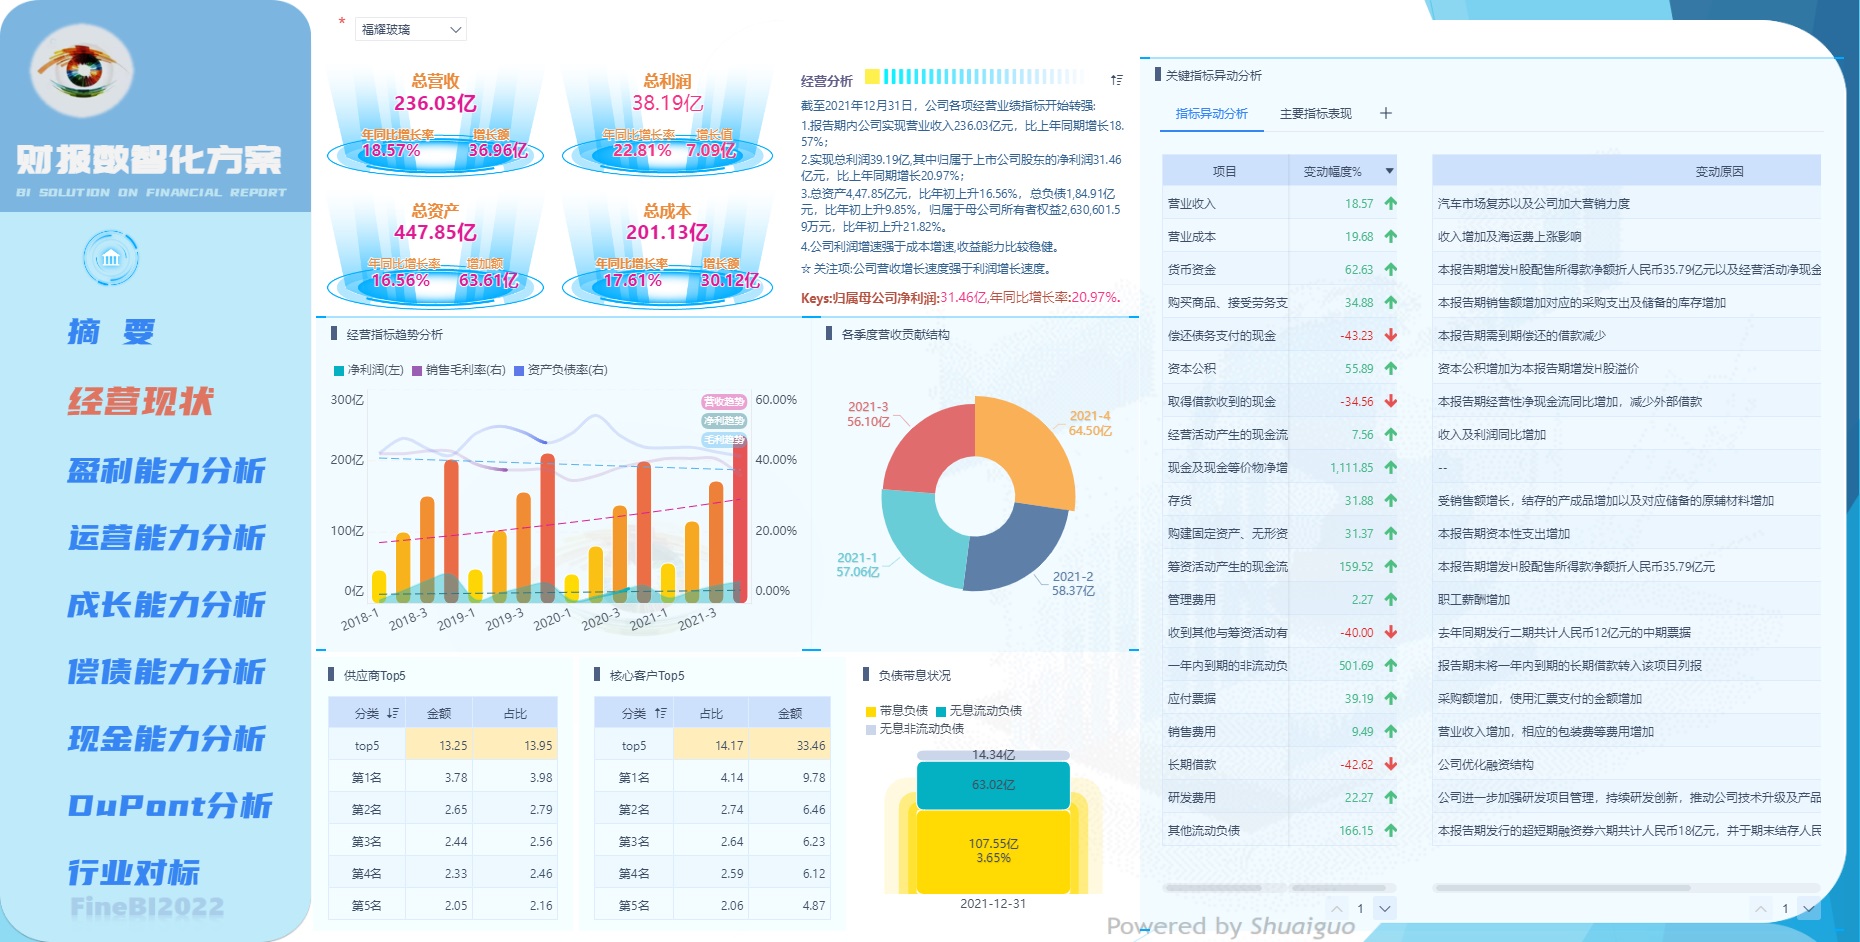 财报数智化方案
BI SOLUTION ON FINANCIAL REPORT
摘 要
经营现状
盈利能力分析
运营能力分析
成长能力分析
偿债能力分析
现金能力分析
DuPont分析
行业对标
FineBI2022
* 福耀玻璃
总营收
236.03亿
年同比增长率 增长额
18.57% 36.96亿
总利润
38.19亿
年同比增长率 增长值
22.81% 7.09亿
总资产
447.85亿
年同比增长率 增加额
16.56% 63.61亿
总成本
201.13亿
年同比增长率 增长额
17.61% 30.12亿
经营分析
截至2021年12月31日，公司各项经营业绩指标开始转强:
1.报告期内公司实现营业收入236.03亿元，比上年同期增长18.
57%；
2.实现总利润39.19亿,其中归属于上市公司股东的净利润31.46
亿元，比上年同期增长20.97%；
3.总资产4,47.85亿元，比年初上升16.56%，总负债1,84.91亿
元，比年初上升9.85%，归属于母公司所有者权益2,630,601.5
9万元，比年初上升21.82%。
4.公司利润增速强于成本增速,收益能力比较稳健。
☆ 关注项:公司营收增长速度强于利润增长速度。
Keys:归属母公司净利润:31.46亿,年同比增长率:20.97%.
经营指标趋势分析
净利润(左) 销售毛利率(右) 资产负债率(右)
300亿
200亿
100亿
0亿
60.00%
40.00%
20.00%
0.00%
营收趋势
净利趋势
毛利趋势
2018-1 2018-3 2019-1 2019-3 2020-1 2020-3 2021-1 2021-3
各季度营收贡献结构
2021-3
56.10亿
2021-4
64.50亿
2021-1
57.06亿
2021-2
58.37亿
供应商Top5
分类 金额 占比
top5 13.25 13.95
第1名 3.78 3.98
第2名 2.65 2.79
第3名 2.44 2.56
第4名 2.33 2.46
第5名 2.05 2.16
核心客户Top5
分类 占比 金额
top5 14.17 33.46
第1名 4.14 9.78
第2名 2.74 6.46
第3名 2.64 6.23
第4名 2.59 6.12
第5名 2.06 4.87
负债带息状况
带息负债 无息流动负债
无息非流动负债
14.34亿
63.02亿
107.55亿
3.65%
2021-12-31
关键指标异动分析
指标异动分析 主要指标表现 +
项目 变动幅度% 变动原因
营业收入 18.57 汽车市场复苏以及公司加大营销力度
营业成本 19.68 收入增加及海运费上涨影响
货币资金 62.63 本报告期增发H股配售所得款净额折人民币35.79亿元以及经营活动净现金
购买商品、接受劳务支 34.88 本报告期销售额增加对应的采购支出及储备的库存增加
偿还债务支付的现金 -43.23 本报告期需到期偿还的借款减少
资本公积 55.89 资本公积增加为本报告期增发H股溢价
取得借款收到的现金 -34.56 本报告期经营性净现金流同比增加，减少外部借款
经营活动产生的现金流 7.56 收入及利润同比增加
现金及现金等价物净增 1,111.85 --
存货 31.88 受销售额增长，结存的产成品增加以及对应储备的原辅材料增加
购建固定资产、无形资 31.37 本报告期资本性支出增加
筹资活动产生的现金流 159.52 本报告期增发H股配售所得款净额折人民币35.79亿元
管理费用 2.27 职工薪酬增加
收到其他与筹资活动有 -40.00 去年同期发行二期共计人民币12亿元的中期票据
一年内到期的非流动负 501.69 报告期末将一年内到期的长期借款转入该项目列报
应付票据 39.19 采购额增加，使用汇票支付的金额增加
销售费用 9.49 营业收入增加，相应的包装费等费用增加
长期借款 -42.62 公司优化融资结构
研发费用 22.27 公司进一步加强研发项目管理，持续研发创新，推动公司技术升级及产品
其他流动负债 166.15 本报告期发行的超短期融资券六期共计人民币18亿元，并于期末结存人民
1
1
Powered by Shuaiguo